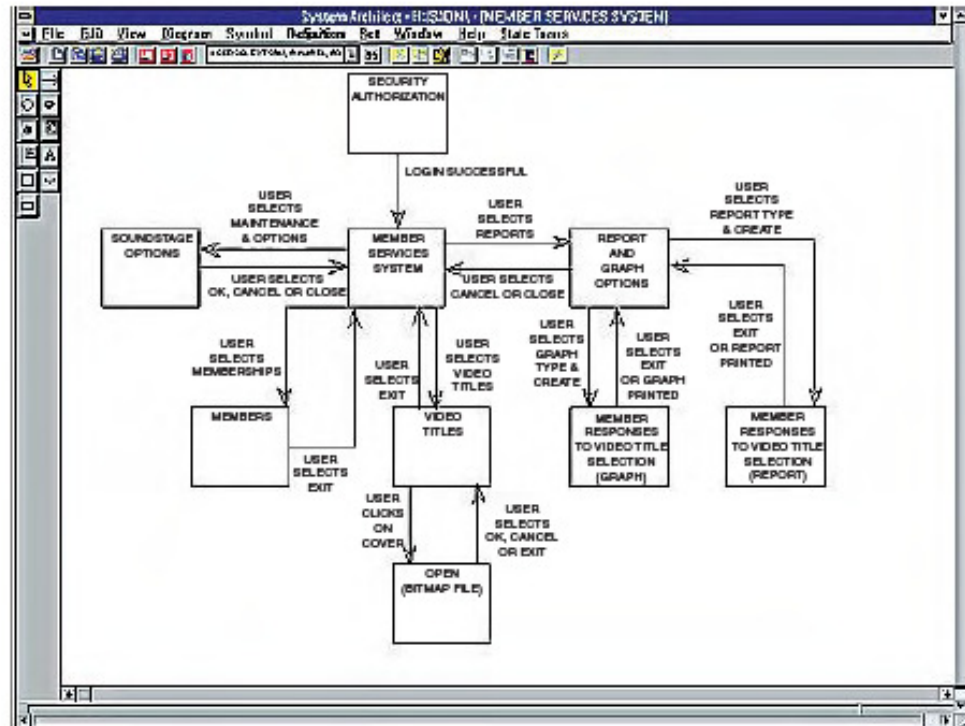 System Architect - [MEMBER SERVICES SYSTEM]
File Edit View Diagram Symbol Definition Set Window Help State Trans
SECURITY
AUTHORIZATION
LOGIN SUCCESSFUL
USER
SELECTS
MAINTENANCE
& OPTIONS
USER
SELECTS
REPORTS
USER
SELECTS
REPORT TYPE
& CREATE
SOUNDSTAGE
OPTIONS
MEMBER
SERVICES
SYSTEM
REPORT
AND
GRAPH
OPTIONS
USER SELECTS
OK, CANCEL OR CLOSE
USER SELECTS
CANCEL OR CLOSE
USER
SELECTS
MEMBERSHIPS
USER
SELECTS
EXIT
USER
SELECTS
VIDEO
TITLES
USER
SELECTS
GRAPH
TYPE &
CREATE
USER
SELECTS
EXIT
OR GRAPH
PRINTED
USER
SELECTS
EXIT
OR REPORT
PRINTED
MEMBERS
VIDEO
TITLES
MEMBER
RESPONSES
TO VIDEO TITLE
SELECTION
(GRAPH)
MEMBER
RESPONSES
TO VIDEO TITLE
SELECTION
(REPORT)
USER
SELECTS
EXIT
USER
CLICKS
ON
COVER
USER
SELECTS
OK, CANCEL
OR EXIT
OPEN
(BITMAP FILE)